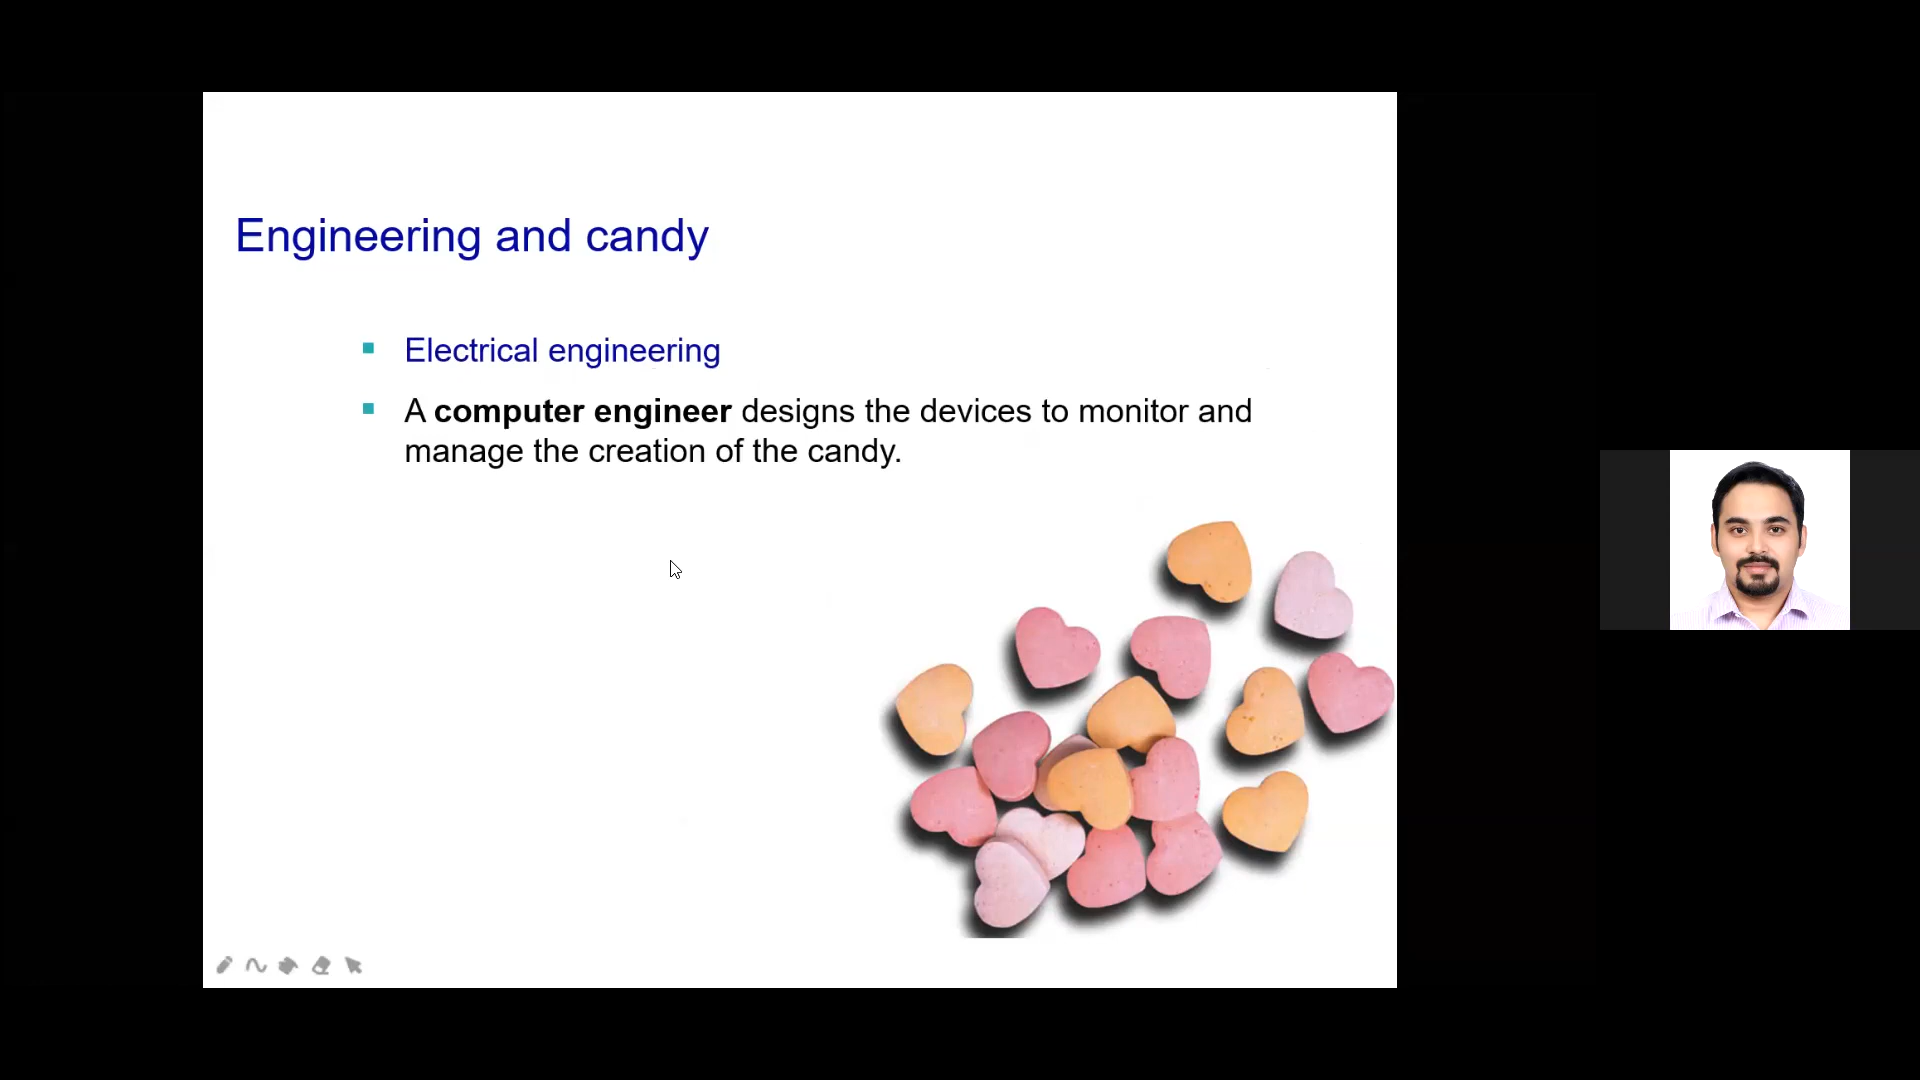 Engineering and candy
Electrical engineering
A computer engineer designs the devices to monitor and
manage the creation of the candy.